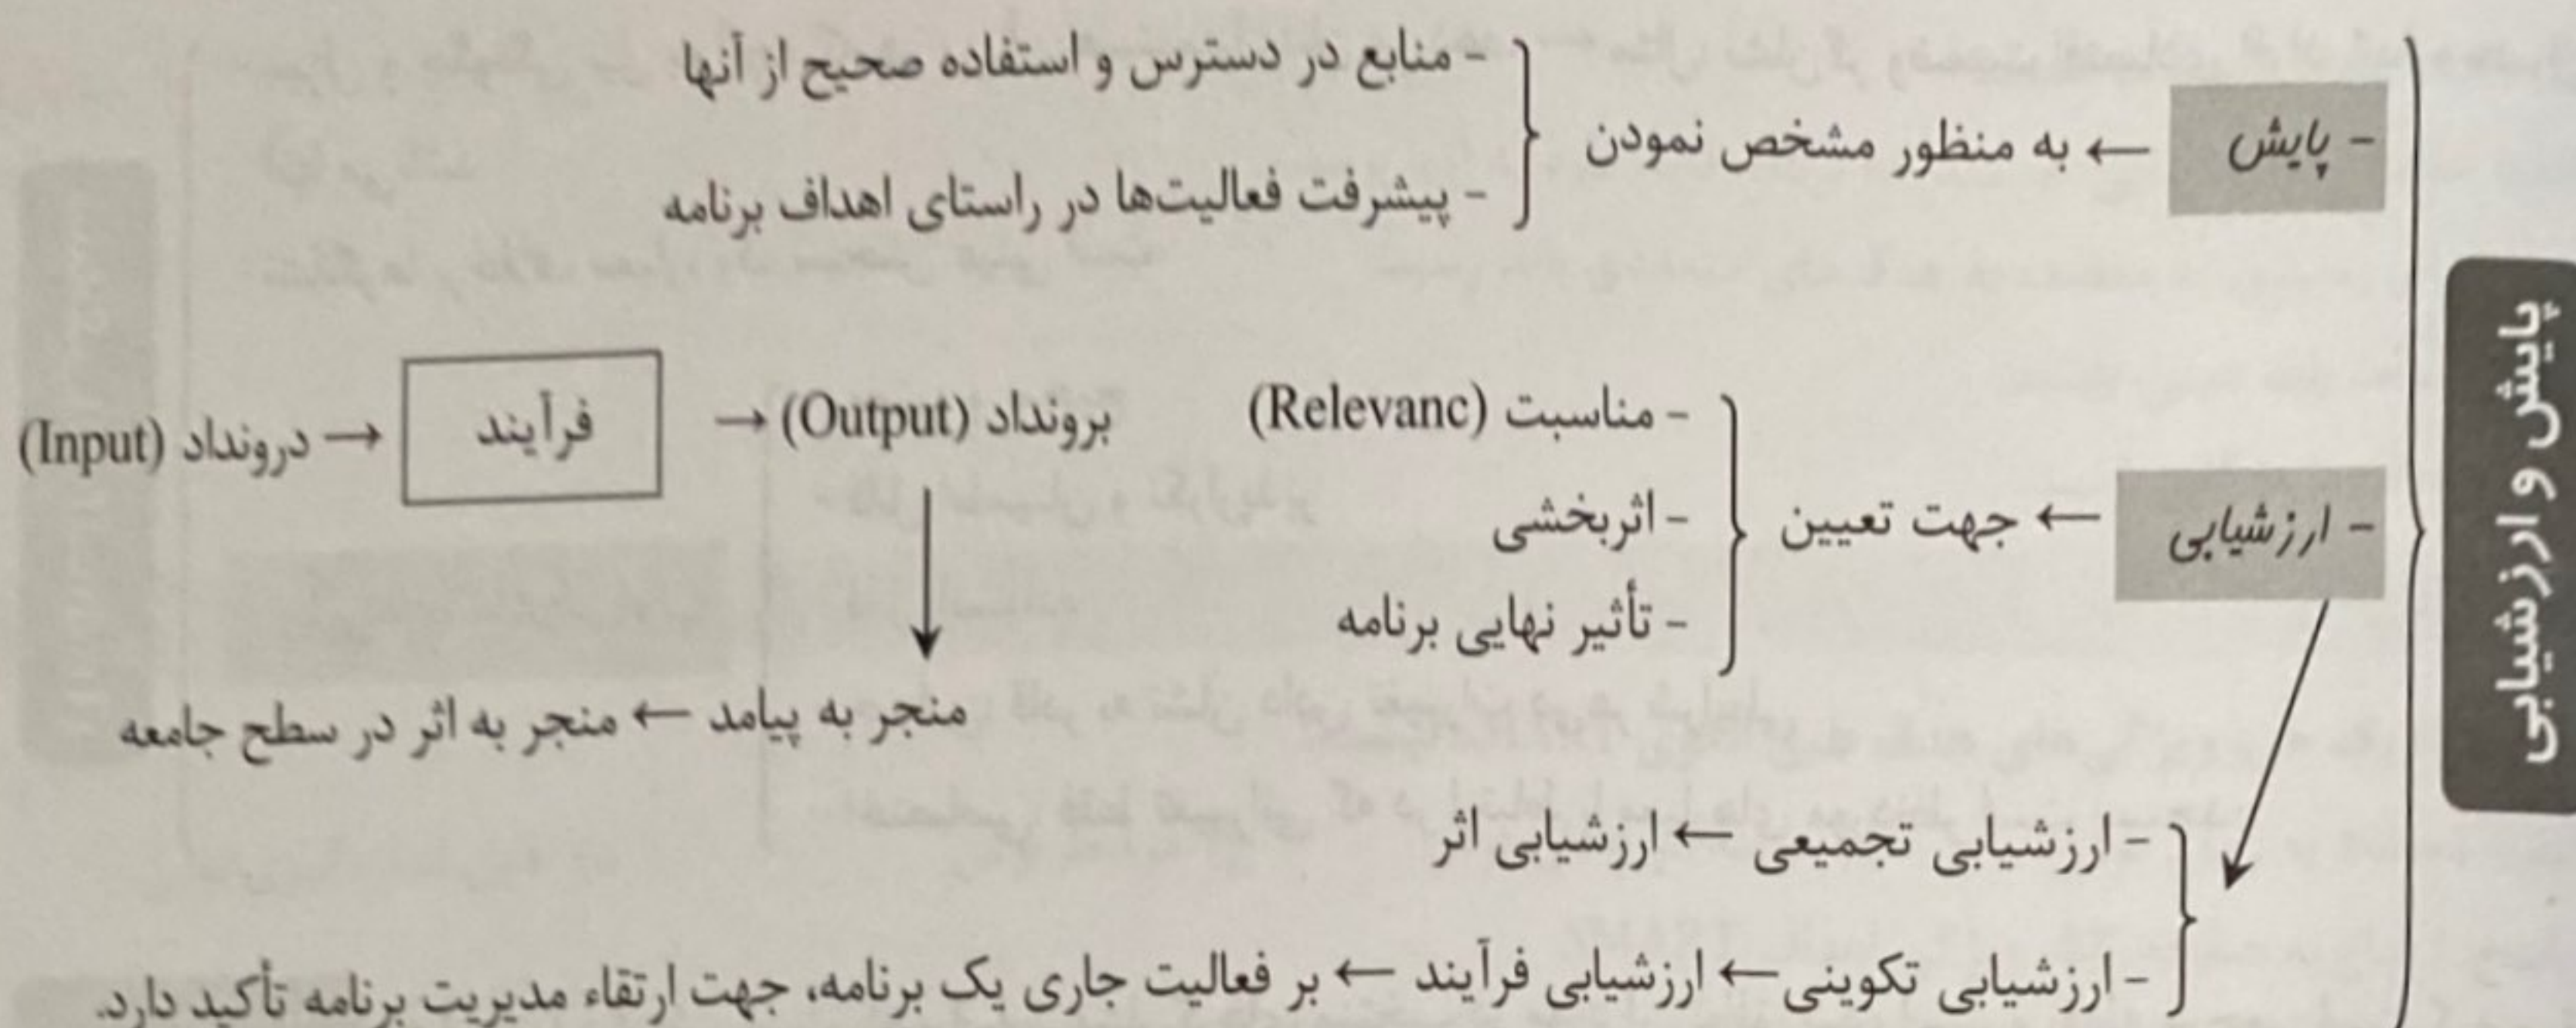 پایش و ارزشیابی
- پایش ← به منظور مشخص نمودن
- منابع در دسترس و استفاده صحیح از آنها
- پیشرفت فعالیت‌ها در راستای اهداف برنامه
- ارزشیابی ← جهت تعیین
- مناسبت (Relevanc)
- اثربخشی
- تأثیر نهایی برنامه
درونداد (Input) →
فرآیند
→ برونداد (Output)
منجر به پیامد ← منجر به اثر در سطح جامعه
- ارزشیابی تجمیعی ← ارزشیابی اثر
- ارزشیابی تکوینی ← ارزشیابی فرآیند ← بر فعالیت جاری یک برنامه، جهت ارتقاء مدیریت برنامه تأکید دارد.